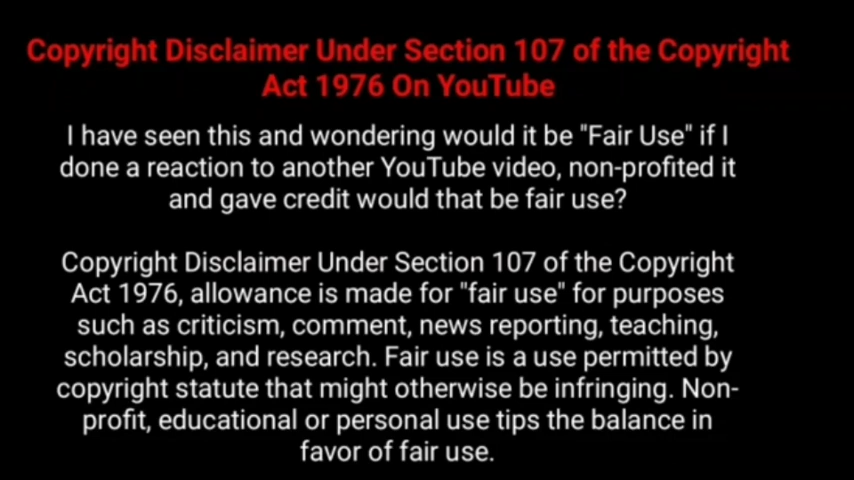 Copyright Disclaimer Under Section 107 of the Copyright
Act 1976 On YouTube
I have seen this and wondering would it be "Fair Use" if I
done a reaction to another YouTube video, non-profited it
and gave credit would that be fair use?
Copyright Disclaimer Under Section 107 of the Copyright
Act 1976, allowance is made for "fair use" for purposes
such as criticism, comment, news reporting, teaching,
scholarship, and research. Fair use is a use permitted by
copyright statute that might otherwise be infringing. Non-
profit, educational or personal use tips the balance in
favor of fair use.